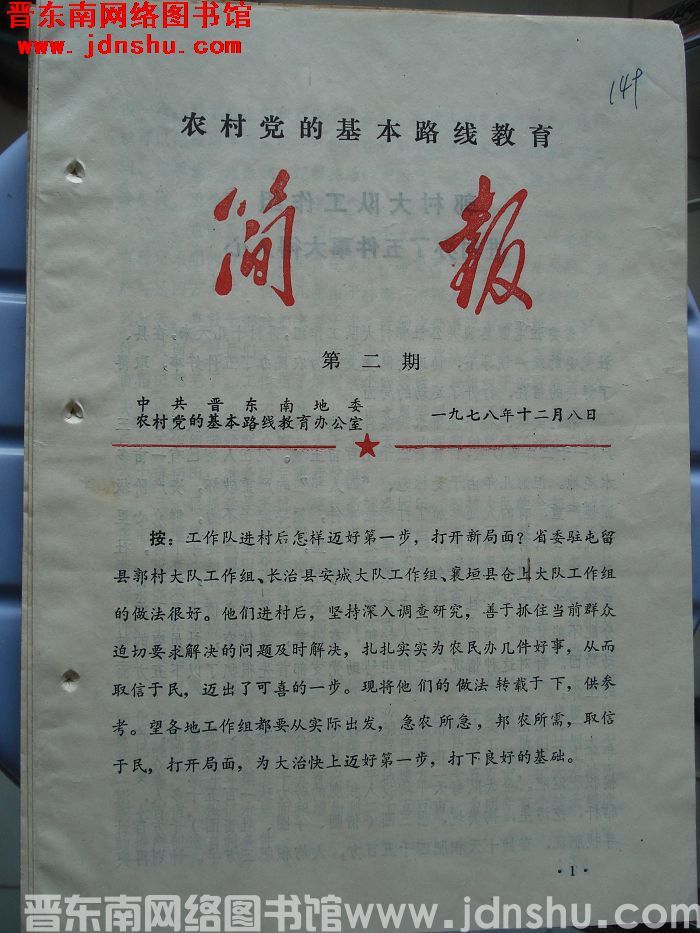 晋东南网络图书馆
www.jdnshu.com
149
农村党的基本路线教育
简报
第二期
中共晋东南地委
农村党的基本路线教育办公室
一九七八年十二月八日
按：工作队进村后怎样迈好第一步，打开新局面？省委驻屯留
县郭村大队工作组、长治县安城大队工作组、襄垣县仓上大队工作组
的做法很好。他们进村后，坚持深入调查研究，善于抓住当前群众
迫切要求解决的问题及时解决，扎扎实实为农民办几件好事，从而
取信于民，迈出了可喜的一步。现将他们的做法转载于下，供参
考。望各地工作组都要从实际出发，急农所急，邦农所需，取信
于民，打开局面，为大治快上迈好第一步，打下良好的基础。
·1·
晋东南网络图书馆 www.jdnshu.com